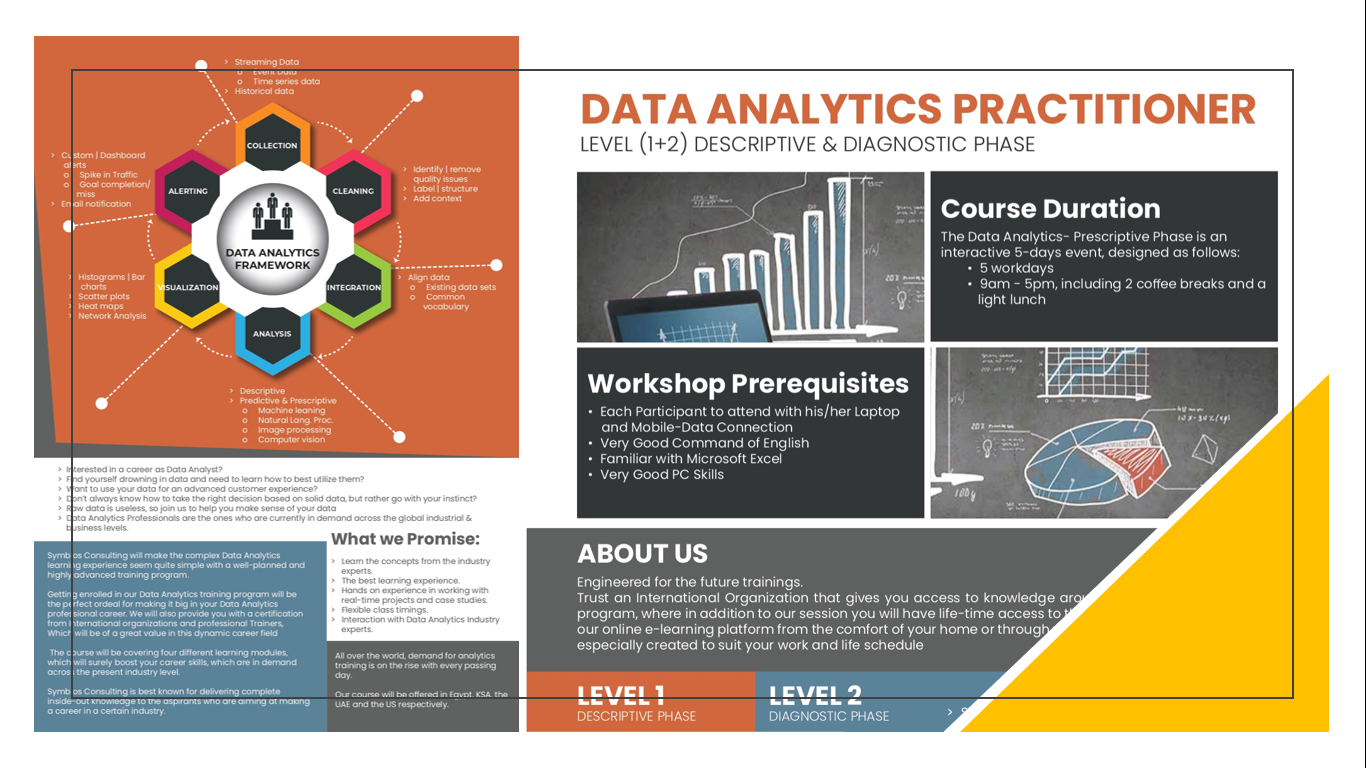 > Streaming Data
o Event Data
o Time series data
> Historical data
> Custom | Dashboard
alerts
o Spike in Traffic
o Goal completion/
miss
> Email notification
COLLECTION
ALERTING
CLEANING
> Identify | remove
quality issues
> Label | structure
> Add context
DATA ANALYTICS
FRAMEWORK
> Histograms | Bar
charts
> Scatter plots
> Heat maps
> Network Analysis
VISUALIZATION
INTEGRATION
> Align data
o Existing data sets
o Common
vocabulary
ANALYSIS
> Descriptive
> Predictive & Prescriptive
o Machine leaning
o Natural Lang. Proc.
o Image processing
o Computer vision
> Interested in a career as Data Analyst?
> Find yourself drowning in data and need to learn how to best utilize them?
> Want to use your data for an advanced customer experience?
> Don't always know how to take the right decision based on solid data, but rather go with your instinct?
> Raw data is useless, so join us to help you make sense of your data
> Data Analytics Professionals are the ones who are currently in demand across the global industrial &
business levels.
Symbios Consulting will make the complex Data Analytics
learning experience seem quite simple with a well-planned and
highly advanced training program.
Getting enrolled in our Data Analytics training program will be
the perfect ordeal for making it big in your Data Analytics
professional career. We will also provide you with a certification
from International organizations and professional Trainers,
Which will be of a great value in this dynamic career field
The course will be covering four different learning modules,
which will surely boost your career skills, which are in demand
across the present industry level.
Symbios Consulting is best known for delivering complete
inside-out knowledge to the aspirants who are aiming at making
a career in a certain industry.
What we Promise:
> Learn the concepts from the industry
experts.
> The best learning experience.
> Hands on experience in working with
real-time projects and case studies.
> Flexible class timings.
> Interaction with Data Analytics Industry
experts.
All over the world, demand for analytics
training is on the rise with every passing
day.
Our course will be offered in Egypt, KSA, the
UAE and the US respectively.
DATA ANALYTICS PRACTITIONER
LEVEL (1+2) DESCRIPTIVE & DIAGNOSTIC PHASE
Course Duration
The Data Analytics- Prescriptive Phase is an
interactive 5-days event, designed as follows:
• 5 workdays
• 9am - 5pm, including 2 coffee breaks and a
light lunch
Workshop Prerequisites
• Each Participant to attend with his/her Laptop
and Mobile-Data Connection
• Very Good Command of English
• Familiar with Microsoft Excel
• Very Good PC Skills
ABOUT US
Engineered for the future trainings.
Trust an International Organization that gives you access to knowledge
program, where in addition to our session you will have life-time access to
our online e-learning platform from the comfort of your home or through
especially created to suit your work and life schedule
LEVEL 1
DESCRIPTIVE PHASE
LEVEL 2
DIAGNOSTIC PHASE
>